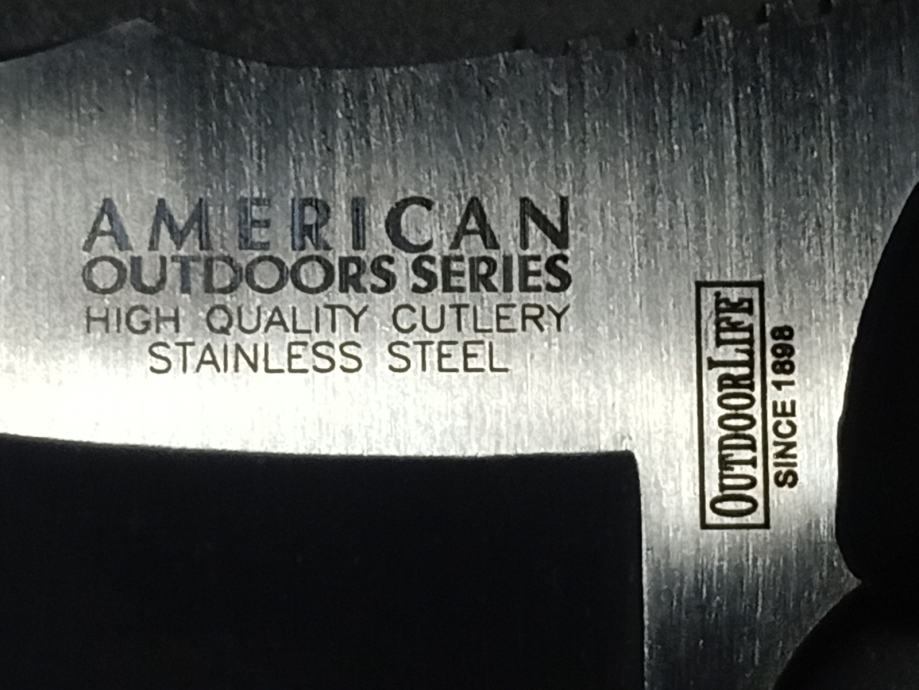 AMERICAN
OUTDOORS SERIES
HIGH QUALITY CUTLERY
STAINLESS STEEL
OUTDOORLIFE
SINCE 1898